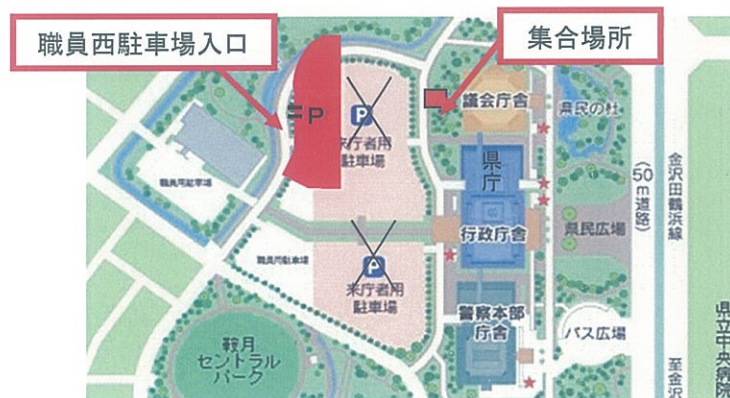 職員西駐車場入口
集合場所
P
P
来庁者用
駐車場
議会庁舎
県民の杜
県庁
職員用駐車場
行政庁舎
県民広場
(50m道路)
金沢田鶴浜線
職員用駐車場
P
来庁者用
駐車場
警察本部
庁舎
バス広場
鞍月
セントラル
パーク
県立中央病院
至金沢